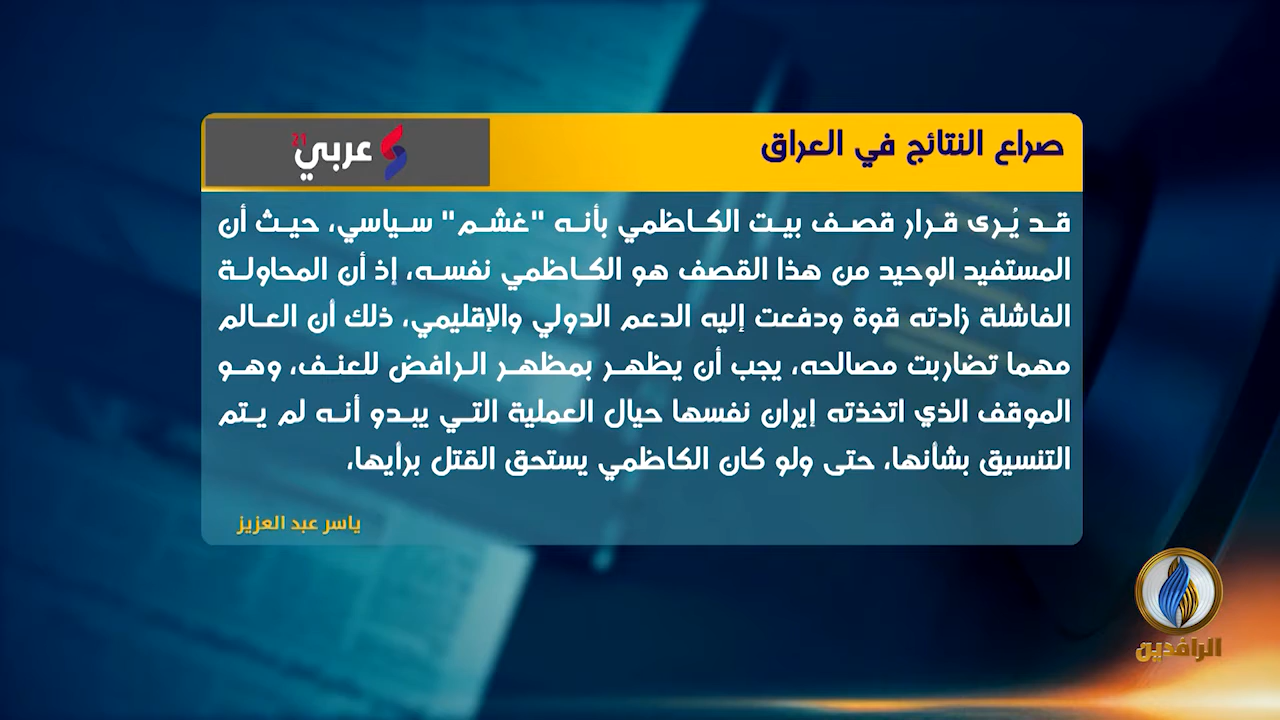 صراع النتائج في العراق
عربي 21
قد يُرى قرار قصف بيت الكاظمي بأنه "غشم" سياسي، حيث أن
المستفيد الوحيد من هذا القصف هو الكاظمي نفسه، إذ أن المحاولة
الفاشلة زادته قوة ودفعت إليه الدعم الدولي والإقليمي، ذلك أن العالم
مهما تضاربت مصالحه، يجب أن يظهر بمظهر الرافض للعنف، وهو
الموقف الذي اتخذته إيران نفسها حيال العملية التي يبدو أنه لم يتم
التنسيق بشأنها، حتى ولو كان الكاظمي يستحق القتل برأيها،
ياسر عبد العزيز
الرافدين